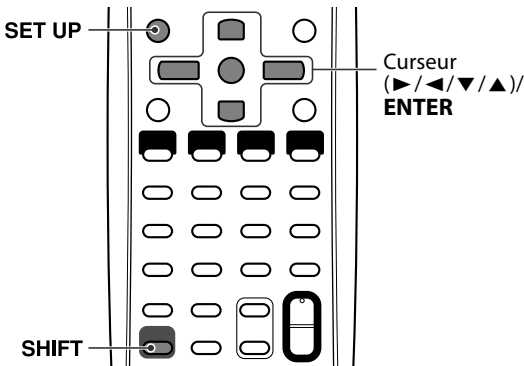 SET UP
Curseur
(►/◄/▼/▲)/
ENTER
SHIFT